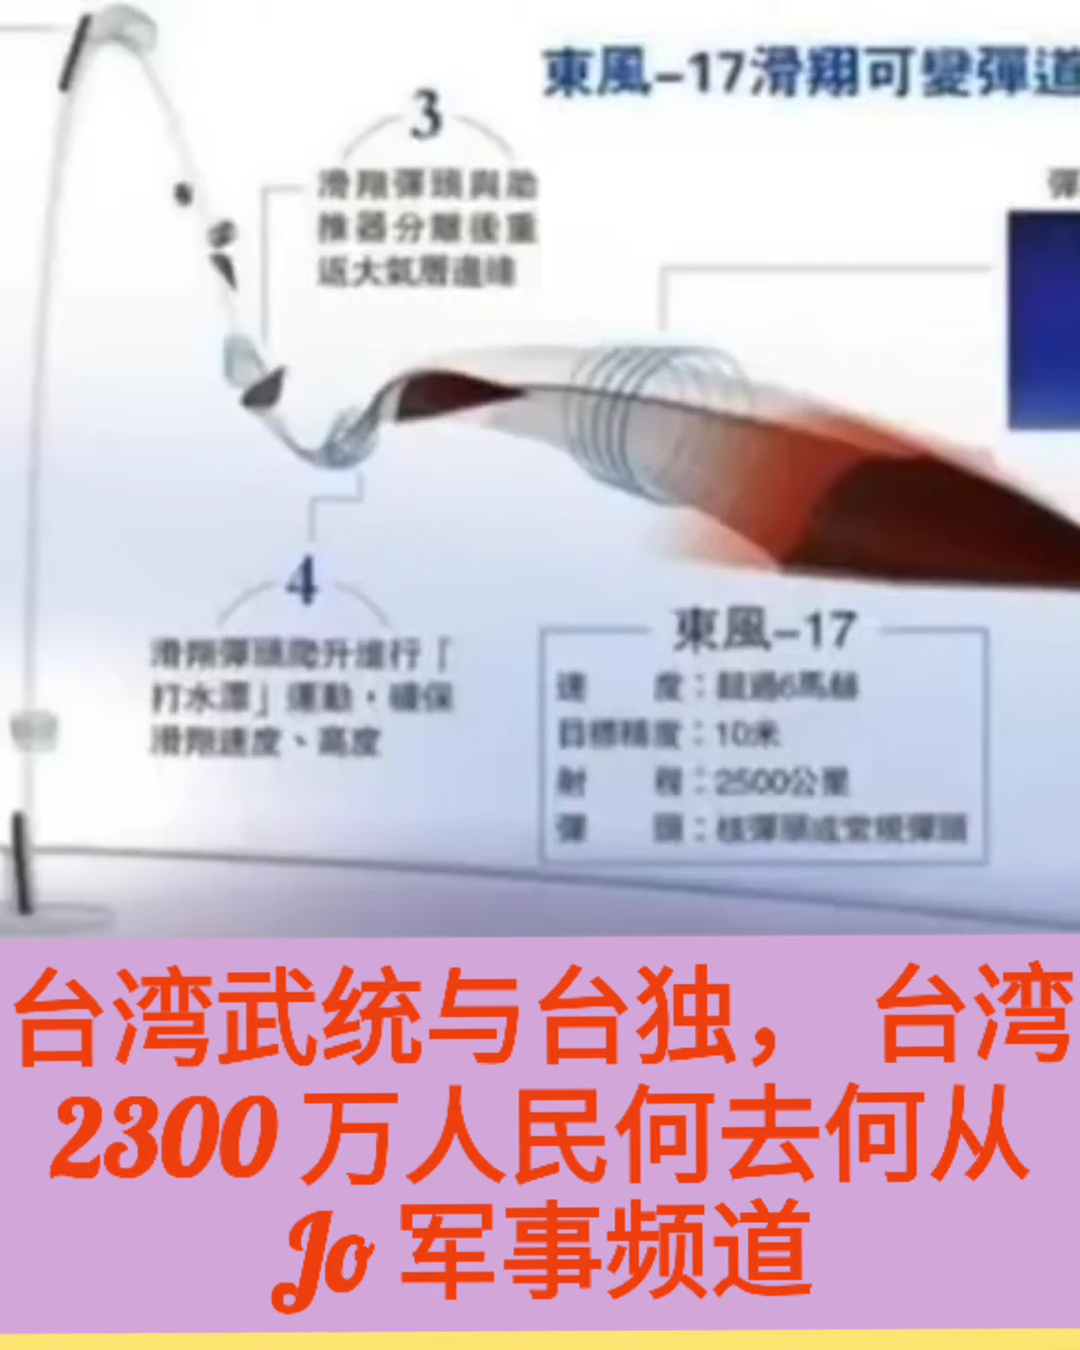 東風-17滑翔可變彈道
彈
3
滑翔彈頭與助
推器分離後重
返大氣層邊緣
4
滑翔彈頭爬升進行「
打水漂」運動，確保
滑翔速度、高度
東風-17
速度：超過6馬赫
目標精度：10米
射程：2500公里
彈頭：核彈頭或常規彈頭
台湾武统与台独， 台湾
2300 万人民何去何从
Jo 军事频道